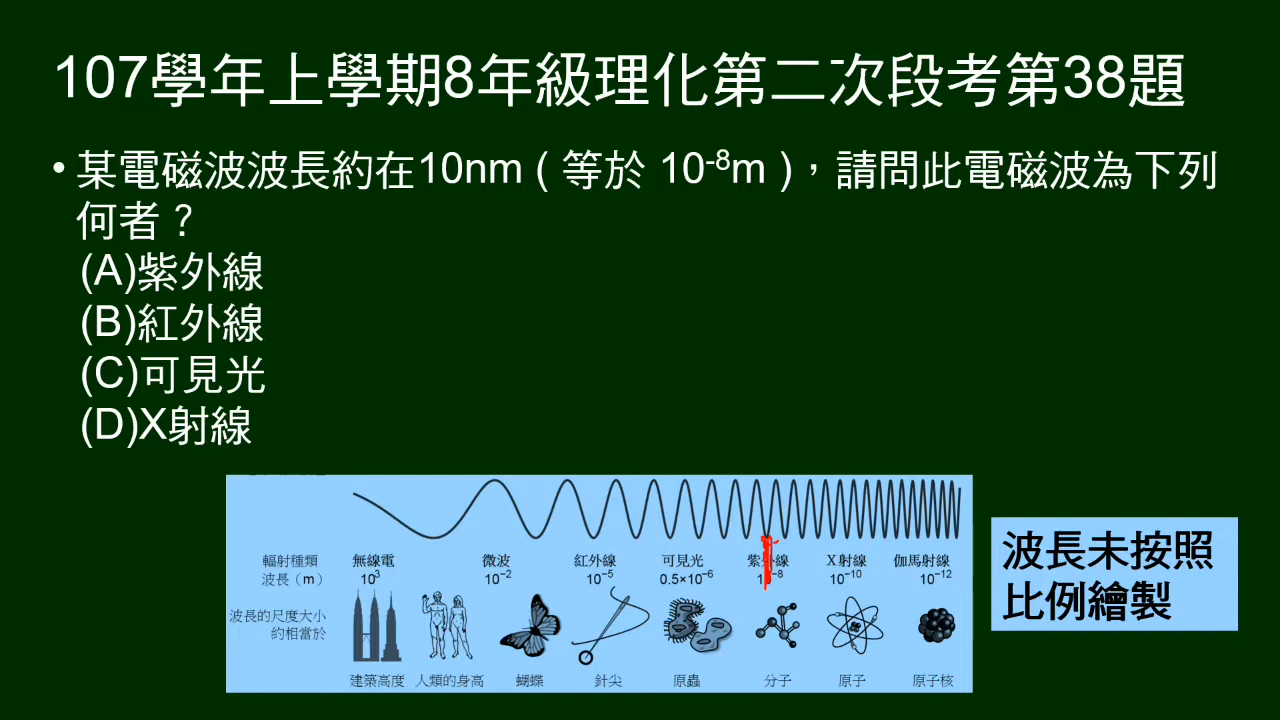 107學年上學期8年級理化第二次段考第38題
• 某電磁波波長約在10nm ( 等於 10⁻⁸m )，請問此電磁波為下列
何者？
(A)紫外線
(B)紅外線
(C)可見光
(D)X射線
輻射種類 無線電 微波 紅外線 可見光 紫外線 X射線 伽馬射線
波長（m） 10³ 10⁻² 10⁻⁵ 0.5×10⁻⁶ 10⁻⁸ 10⁻¹⁰ 10⁻¹²
波長的尺度大小
約相當於
建築高度 人類的身高 蝴蝶 針尖 原蟲 分子 原子 原子核
波長未按照
比例繪製